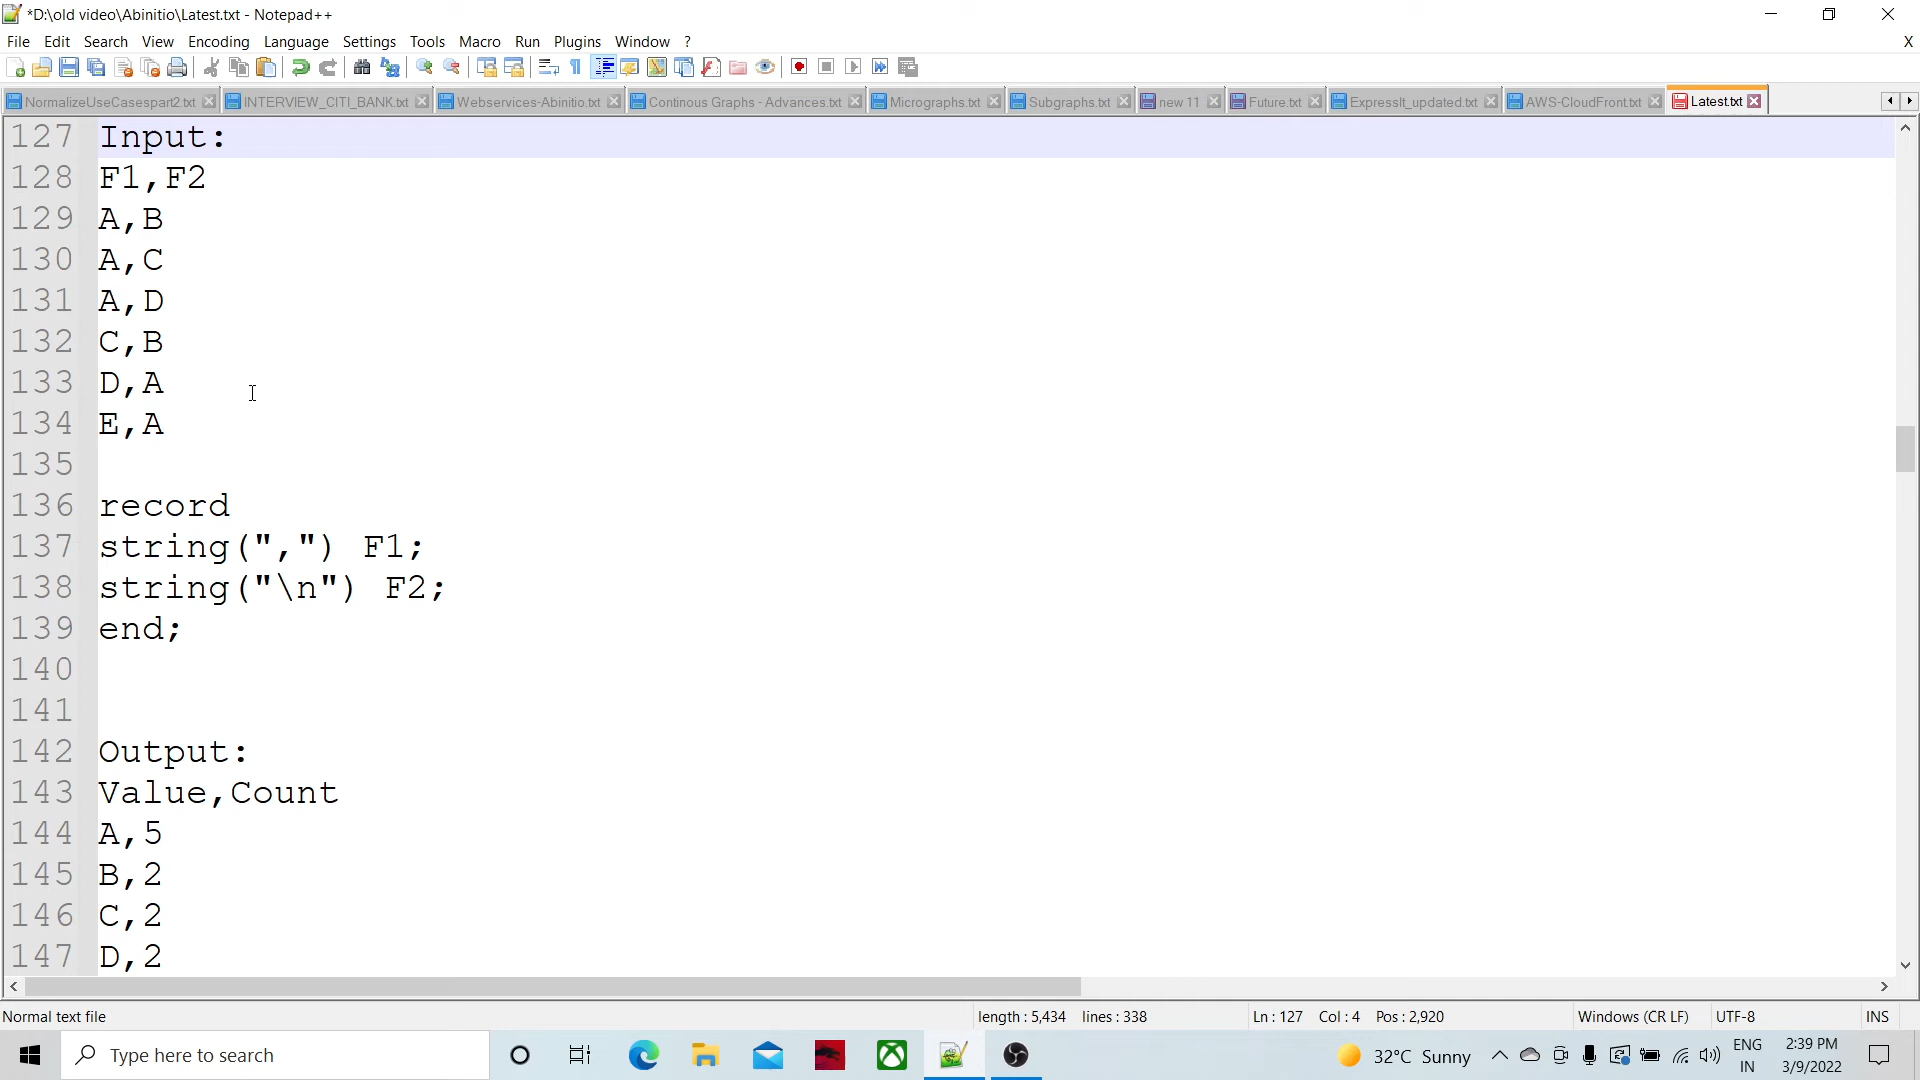 *D:\old video\Abinitio\Latest.txt - Notepad++
File Edit Search View Encoding Language Settings Tools Macro Run Plugins Window ? X
NormalizeUseCasespart2.txt INTERVIEW_CITI_BANK.txt Webservices-Abinitio.txt Continous Graphs - Advances.txt Micrographs.txt Subgraphs.txt new 11 Future.txt ExpressIt_updated.txt AWS-CloudFront.txt Latest.txt
127 Input:
128 F1,F2
129 A,B
130 A,C
131 A,D
132 C,B
133 D,A
134 E,A
135
136 record
137 string(",") F1;
138 string("\n") F2;
139 end;
140
141
142 Output:
143 Value,Count
144 A,5
145 B,2
146 C,2
147 D,2
Normal text file length : 5,434 lines : 338 Ln : 127 Col : 4 Pos : 2,920 Windows (CR LF) UTF-8 INS
Type here to search 32°C Sunny ENG 2:39 PM
IN 3/9/2022